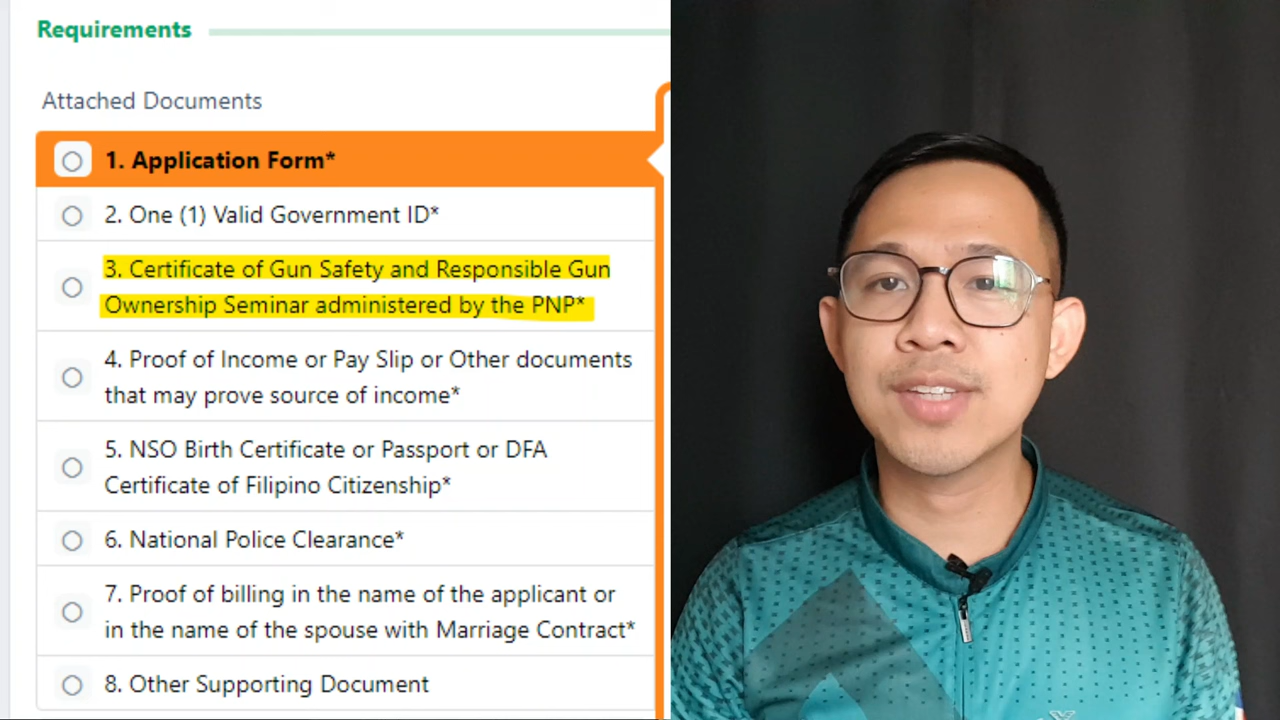 Requirements
Attached Documents
1. Application Form*
2. One (1) Valid Government ID*
3. Certificate of Gun Safety and Responsible Gun
Ownership Seminar administered by the PNP*
4. Proof of Income or Pay Slip or Other documents
that may prove source of income*
5. NSO Birth Certificate or Passport or DFA
Certificate of Filipino Citizenship*
6. National Police Clearance*
7. Proof of billing in the name of the applicant or
in the name of the spouse with Marriage Contract*
8. Other Supporting Document